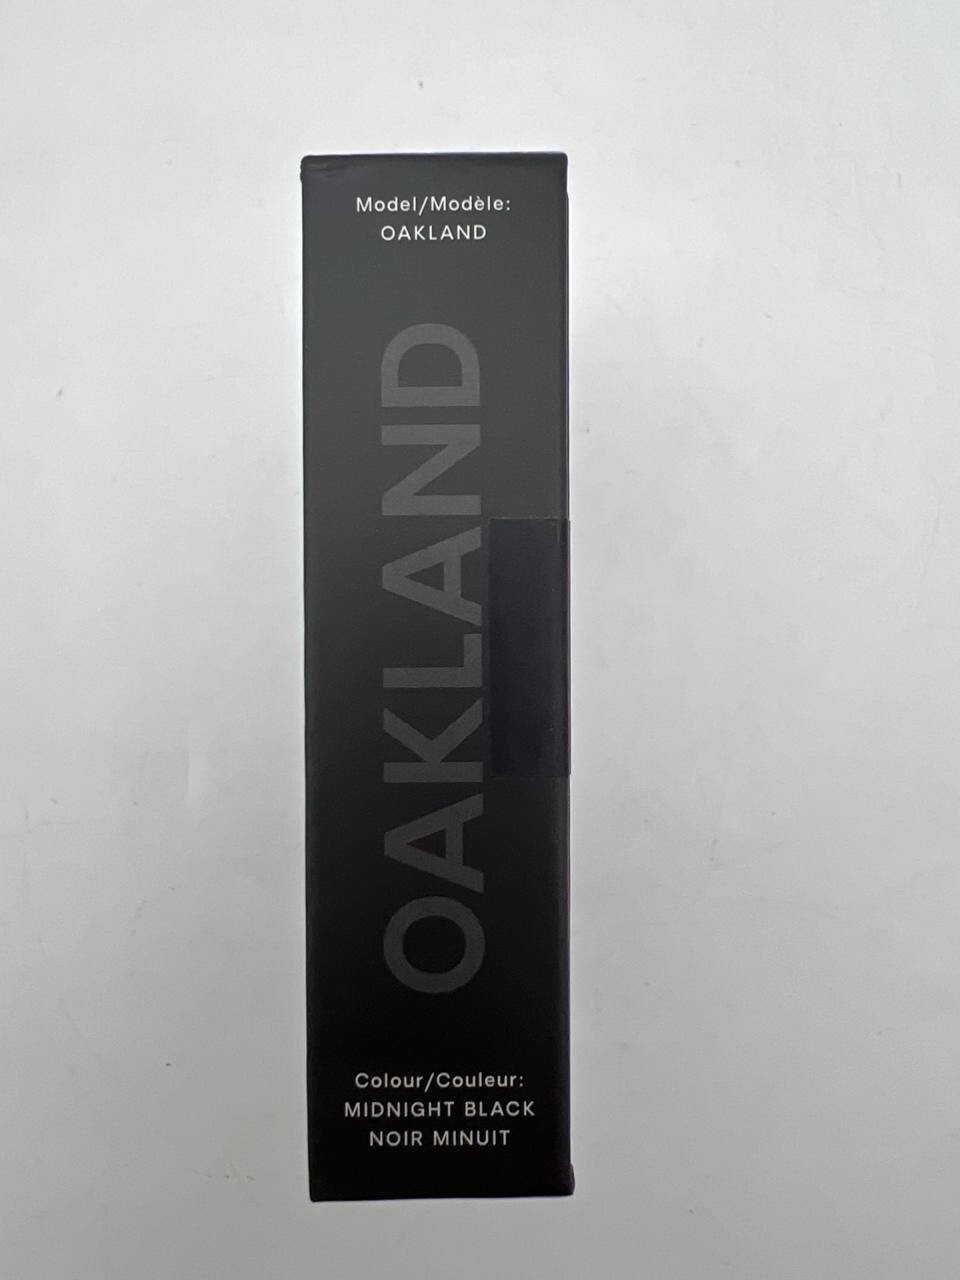 Model/Modèle:
OAKLAND
OAKLAND
Colour/Couleur:
MIDNIGHT BLACK
NOIR MINUIT